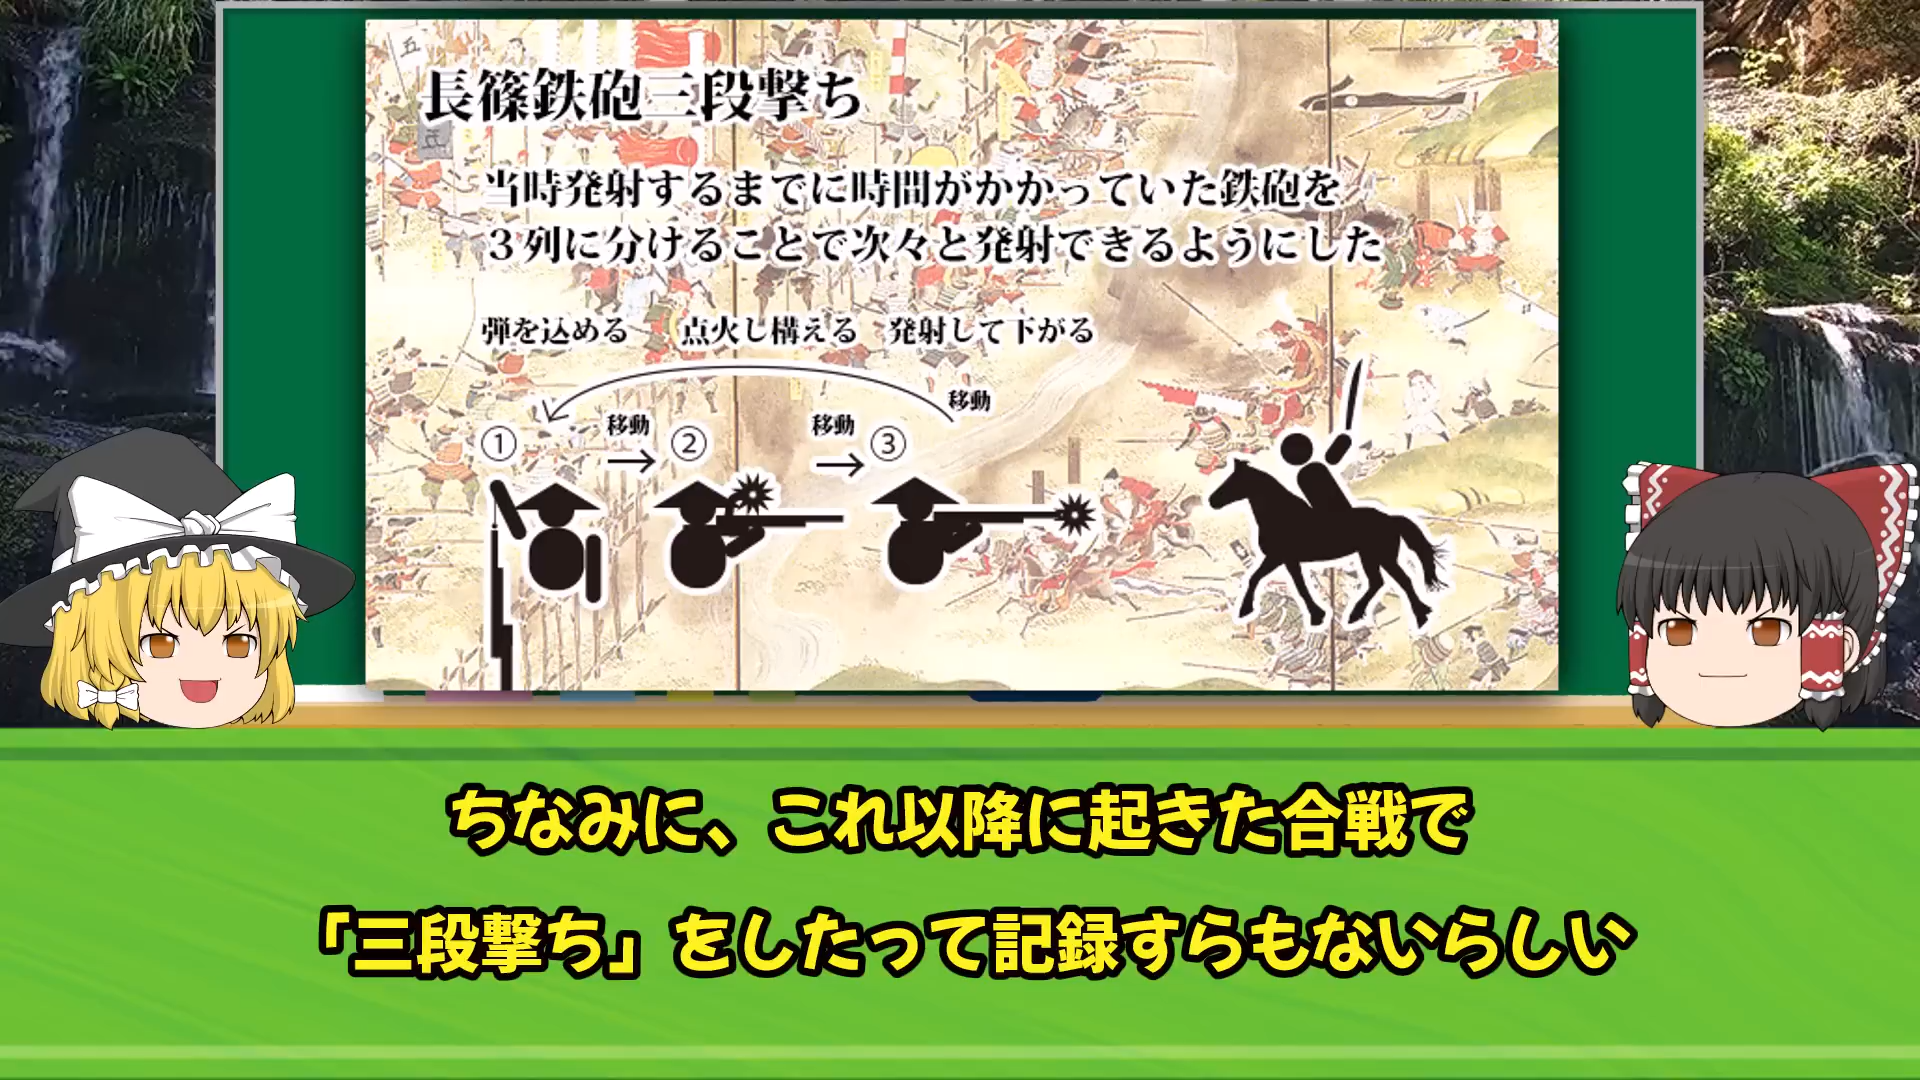 長篠鉄砲三段撃ち
当時発射するまでに時間がかかっていた鉄砲を
３列に分けることで次々と発射できるようにした
弾を込める 点火し構える 発射して下がる
移動
① 移動 ② 移動 ③
→ →
ちなみに、これ以降に起きた合戦で
「三段撃ち」をしたって記録すらもないらしい